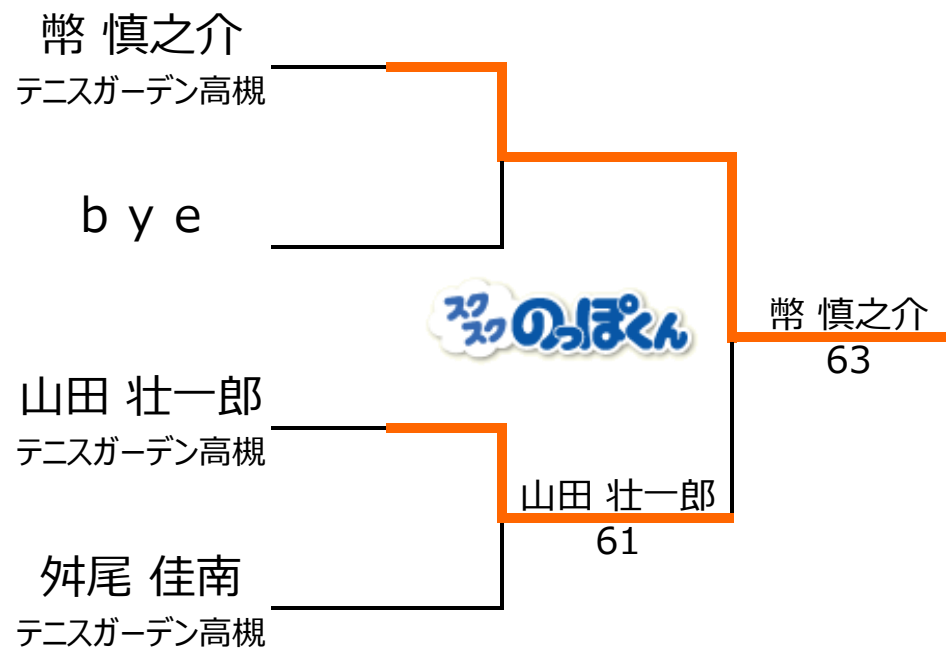 幣 慎之介
テニスガーデン高槻
ｂｙｅ
スクスクのっぽくん
幣 慎之介
63
山田 壮一郎
テニスガーデン高槻
山田 壮一郎
61
舛尾 佳南
テニスガーデン高槻